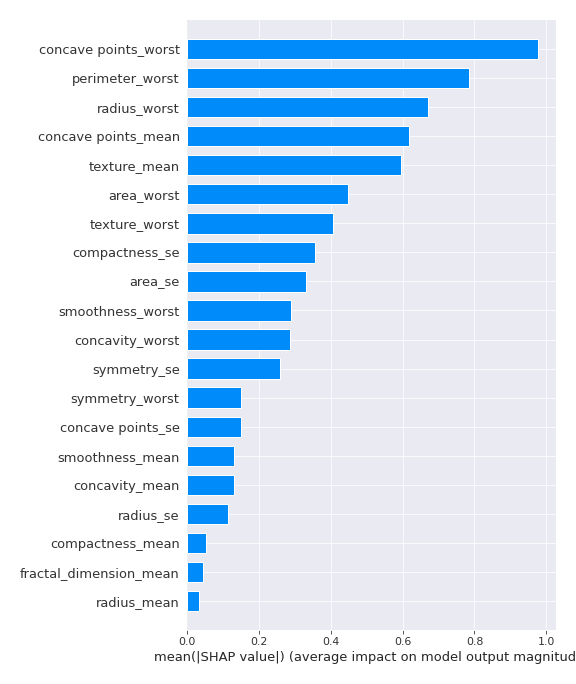 concave points_worst
perimeter_worst
radius_worst
concave points_mean
texture_mean
area_worst
texture_worst
compactness_se
area_se
smoothness_worst
concavity_worst
symmetry_se
symmetry_worst
concave points_se
smoothness_mean
concavity_mean
radius_se
compactness_mean
fractal_dimension_mean
radius_mean
0.0 0.2 0.4 0.6 0.8 1.0
mean(|SHAP value|) (average impact on model output magnitud